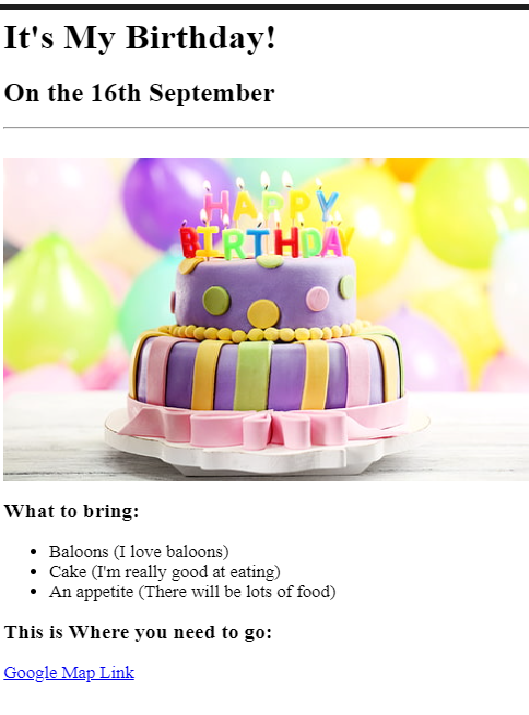 It's My Birthday!
On the 16th September
HAPPY
BIRTHDAY
What to bring:
Baloons (I love baloons)
Cake (I'm really good at eating)
An appetite (There will be lots of food)
This is Where you need to go:
Google Map Link